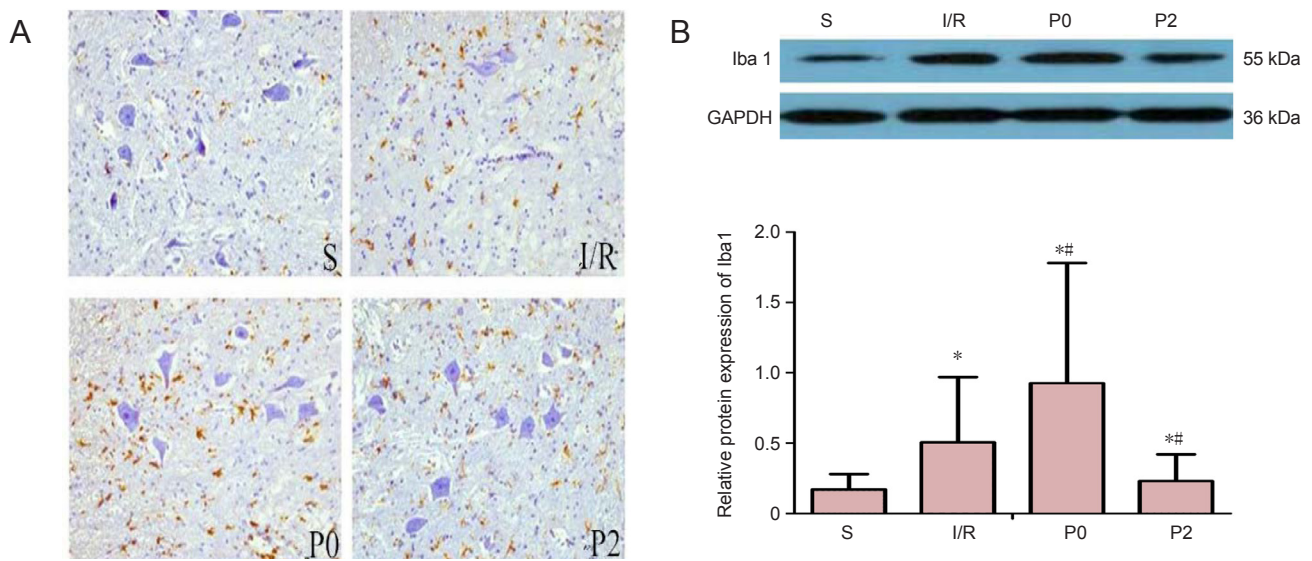 A
S
I/R
P0
P2
B
S I/R P0 P2
Iba 1 55 kDa
GAPDH 36 kDa
Relative protein expression of Iba1
2.0
1.5
1.0
0.5
0
*
*#
*#
S I/R P0 P2